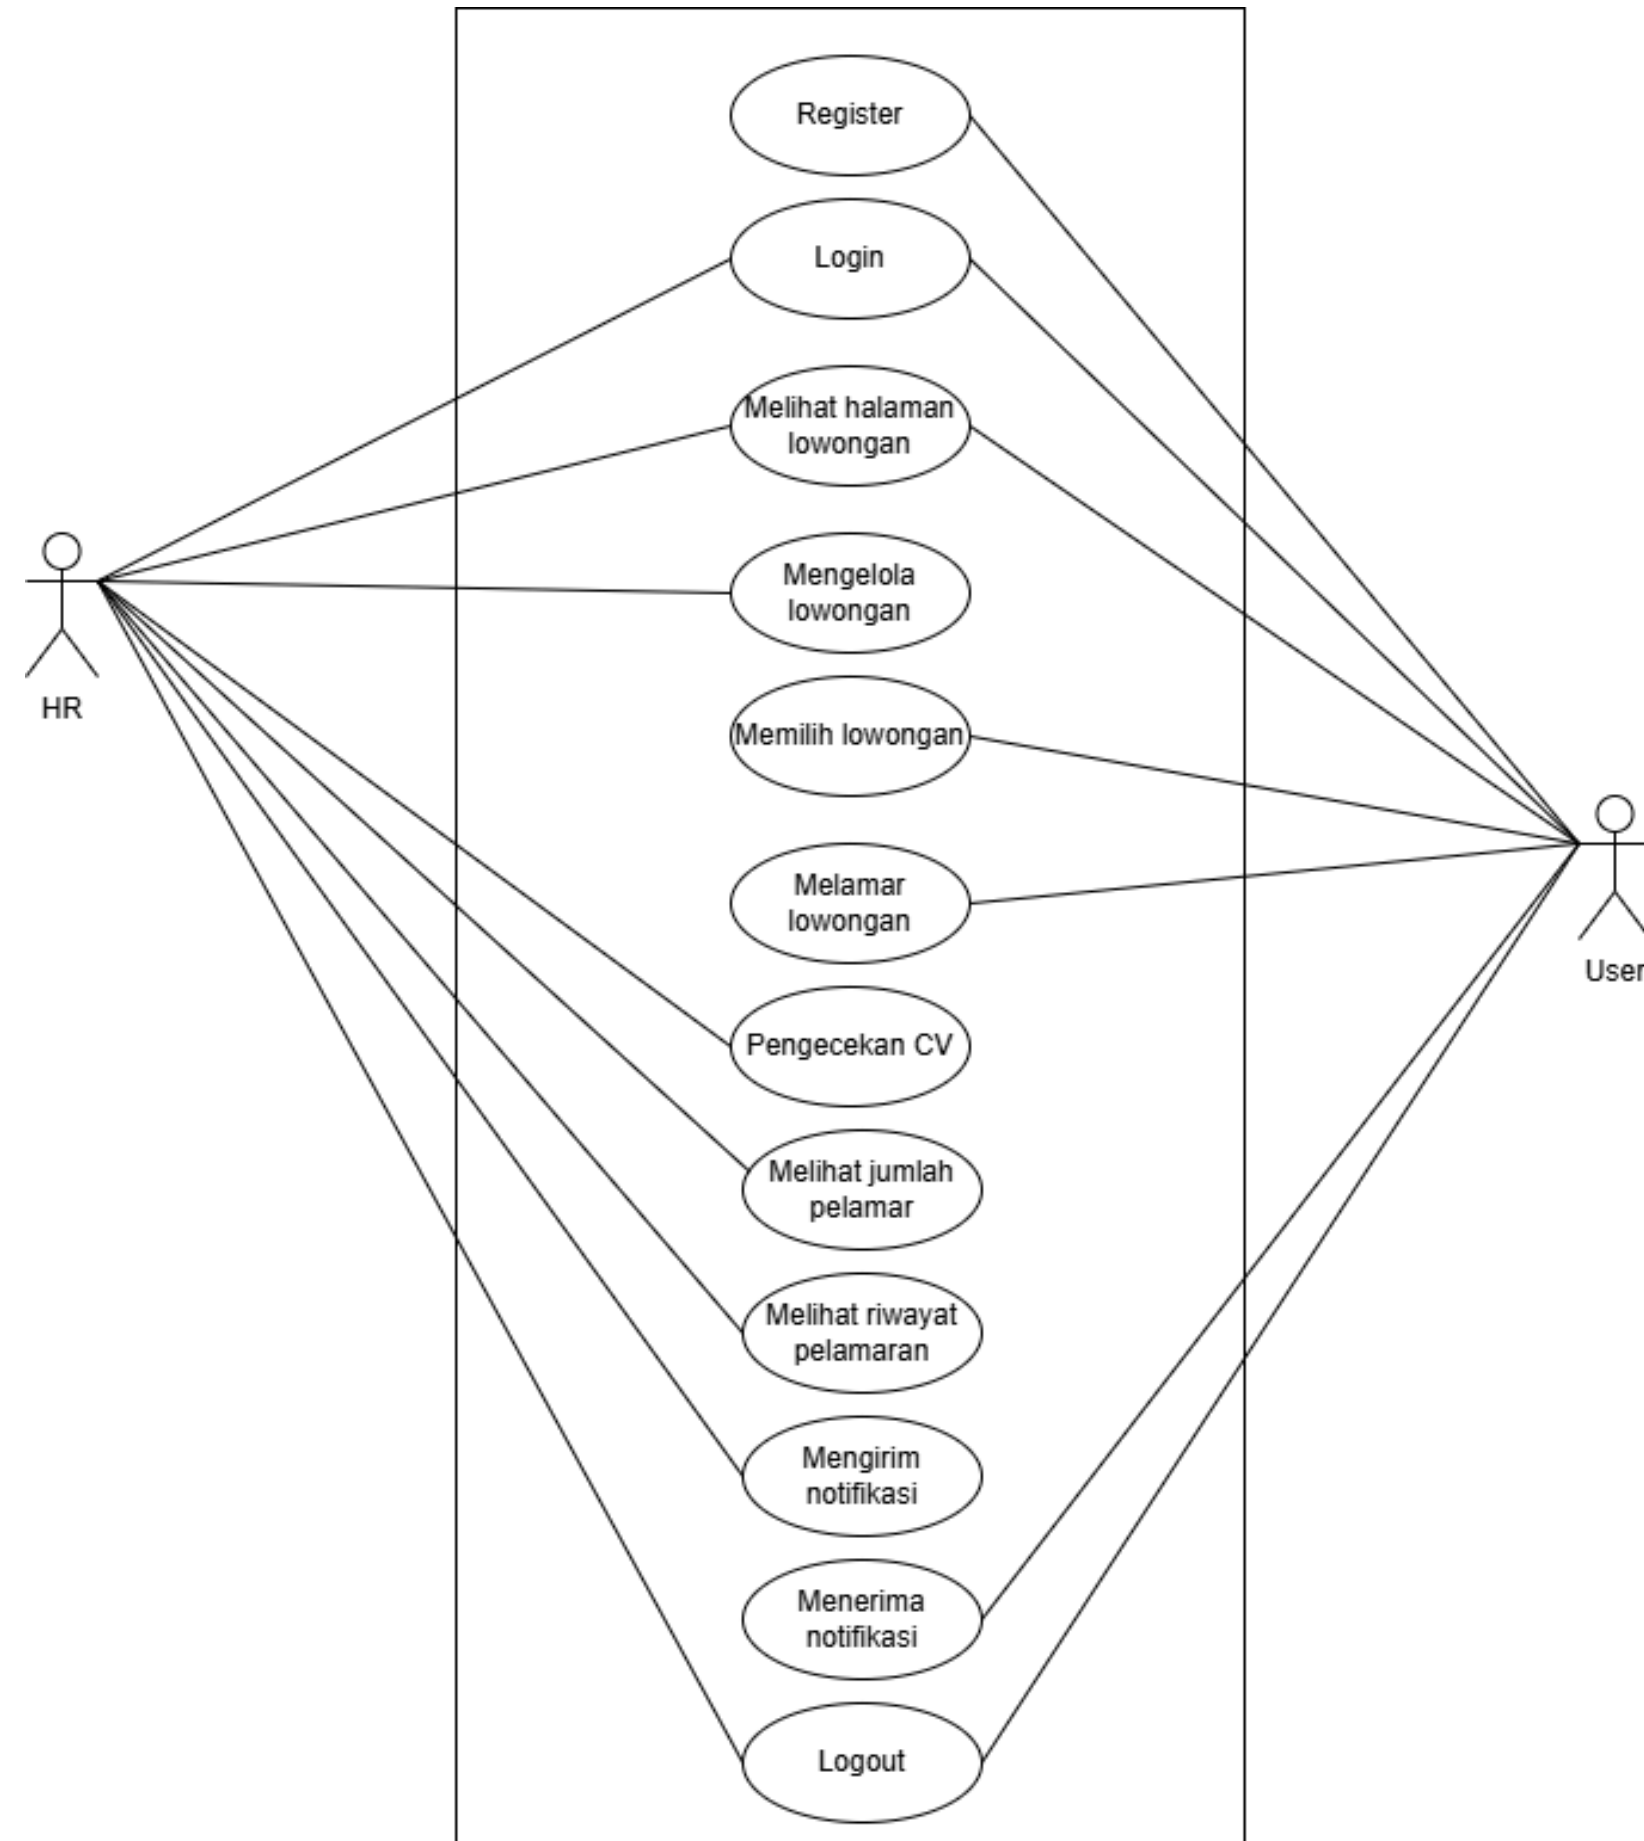 Register
Login
Melihat halaman
lowongan
Mengelola
lowongan
HR
Memilih lowongan
Melamar
lowongan
User
Pengecekan CV
Melihat jumlah
pelamar
Melihat riwayat
pelamaran
Mengirim
notifikasi
Menerima
notifikasi
Logout